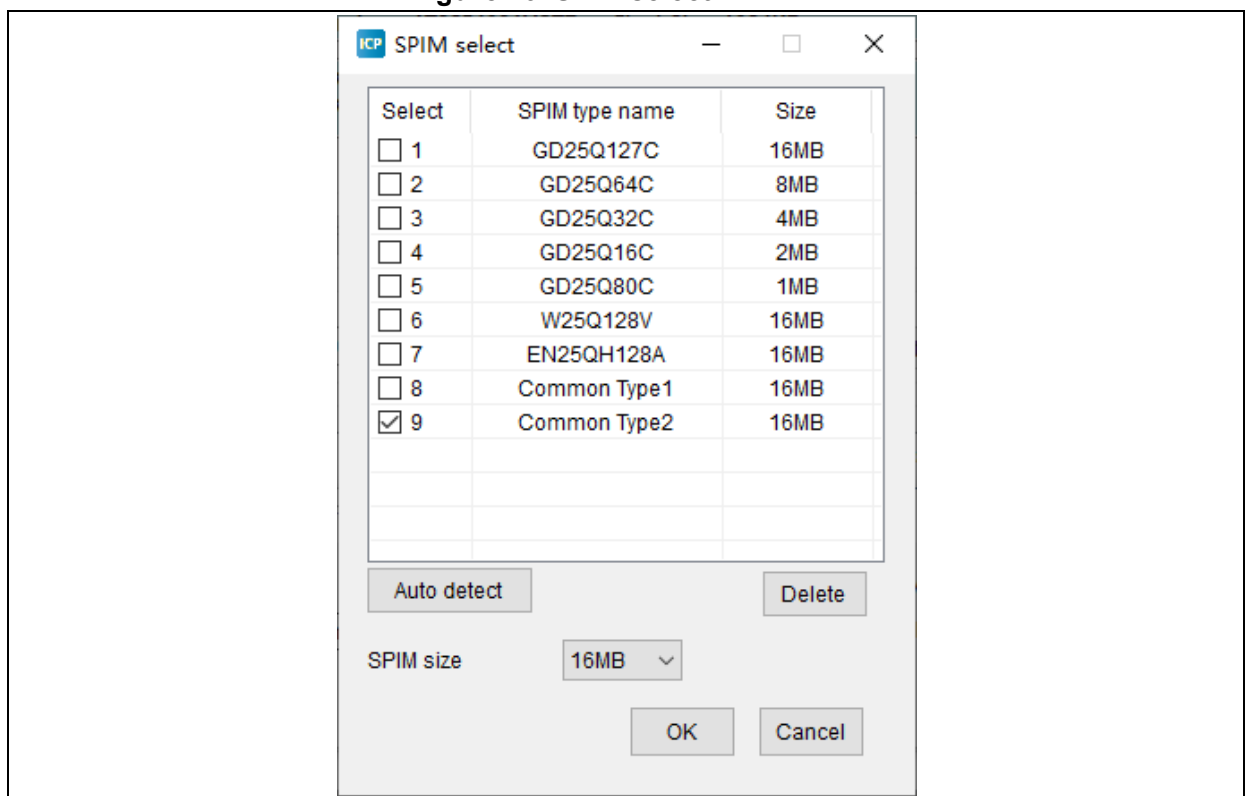 ICP SPIM select
Select SPIM type name Size
1 GD25Q127C 16MB
2 GD25Q64C 8MB
3 GD25Q32C 4MB
4 GD25Q16C 2MB
5 GD25Q80C 1MB
6 W25Q128V 16MB
7 EN25QH128A 16MB
8 Common Type1 16MB
9 Common Type2 16MB
Auto detect Delete
SPIM size 16MB
OK Cancel